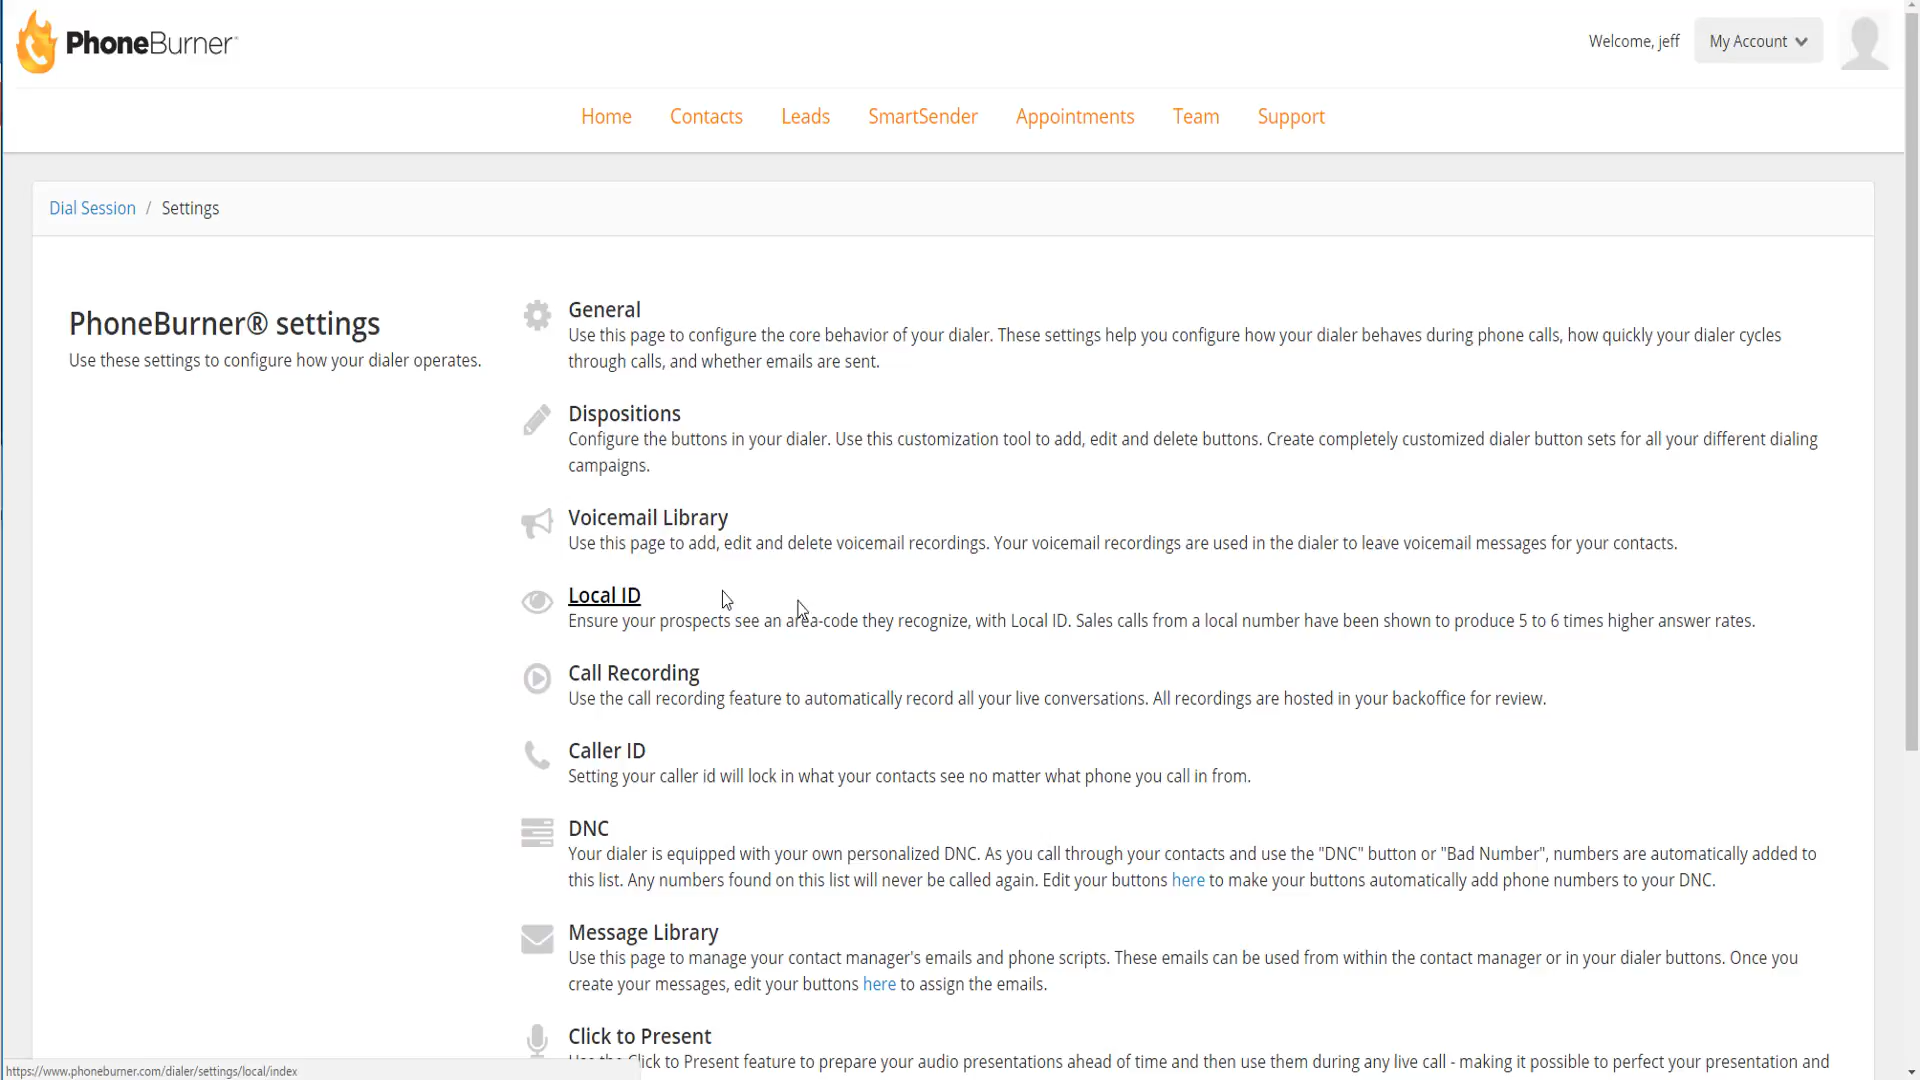 PhoneBurner
Welcome, jeff
My Account
Home
Contacts
Leads
SmartSender
Appointments
Team
Support
Dial Session / Settings
PhoneBurner® settings
Use these settings to configure how your dialer operates.
General
Use this page to configure the core behavior of your dialer. These settings help you configure how your dialer behaves during phone calls, how quickly your dialer cycles
through calls, and whether emails are sent.
Dispositions
Configure the buttons in your dialer. Use this customization tool to add, edit and delete buttons. Create completely customized dialer button sets for all your different dialing
campaigns.
Voicemail Library
Use this page to add, edit and delete voicemail recordings. Your voicemail recordings are used in the dialer to leave voicemail messages for your contacts.
Local ID
Ensure your prospects see an area-code they recognize, with Local ID. Sales calls from a local number have been shown to produce 5 to 6 times higher answer rates.
Call Recording
Use the call recording feature to automatically record all your live conversations. All recordings are hosted in your backoffice for review.
Caller ID
Setting your caller id will lock in what your contacts see no matter what phone you call in from.
DNC
Your dialer is equipped with your own personalized DNC. As you call through your contacts and use the "DNC" button or "Bad Number", numbers are automatically added to
this list. Any numbers found on this list will never be called again. Edit your buttons here to make your buttons automatically add phone numbers to your DNC.
Message Library
Use this page to manage your contact manager's emails and phone scripts. These emails can be used from within the contact manager or in your dialer buttons. Once you
create your messages, edit your buttons here to assign the emails.
Click to Present
Use the Click to Present feature to prepare your audio presentations ahead of time and then use them during any live call - making it possible to perfect your presentation and
https://www.phoneburner.com/dialer/settings/local/index